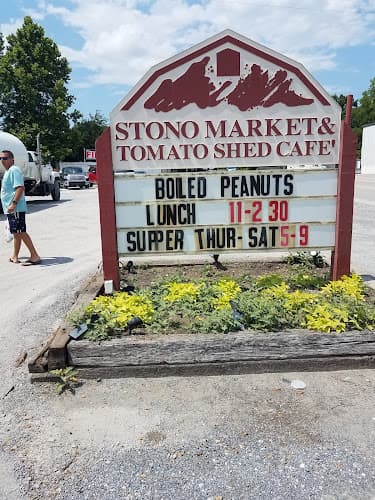 STONO MARKET &
TOMATO SHED CAFE'
BOILED PEANUTS
LUNCH 11-2 30
SUPPER THUR-SAT 5-9